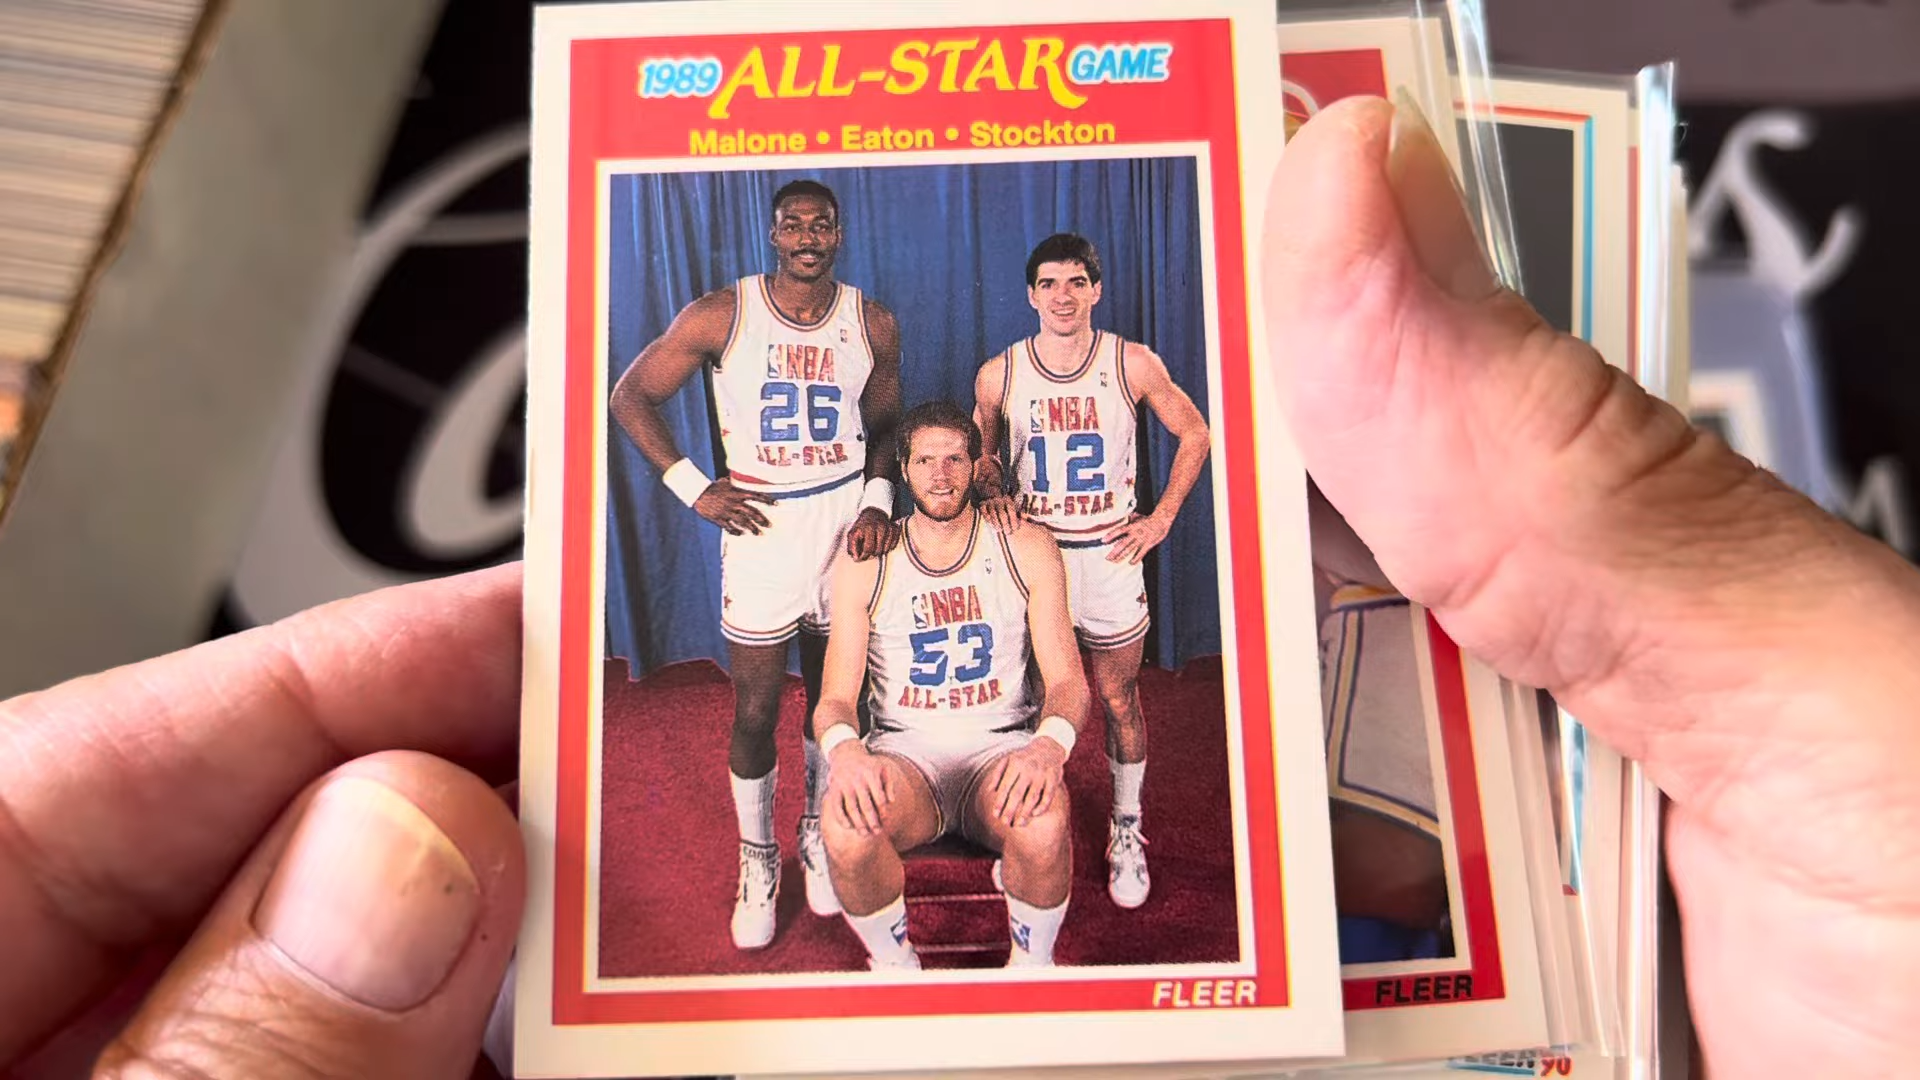 1989 ALL-STAR GAME
Malone • Eaton • Stockton
NBA
26
ALL-STAR
NBA
12
ALL-STAR
NBA
53
ALL-STAR
FLEER
FLEER
FLEER 90